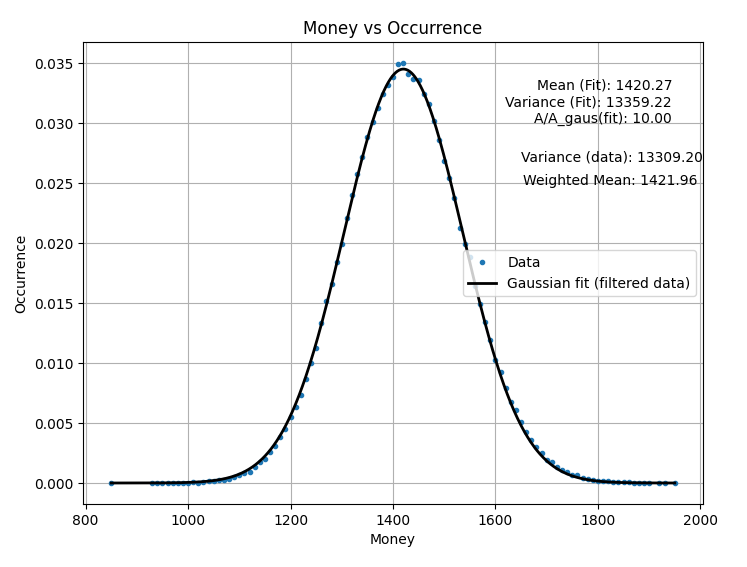 Money vs Occurrence
0.035
0.030
0.025
0.020
0.015
0.010
0.005
0.000
Occurrence
Mean (Fit): 1420.27
Variance (Fit): 13359.22
A/A_gaus(fit): 10.00
Variance (data): 13309.20
Weighted Mean: 1421.96
Data
Gaussian fit (filtered data)
800 1000 1200 1400 1600 1800 2000
Money